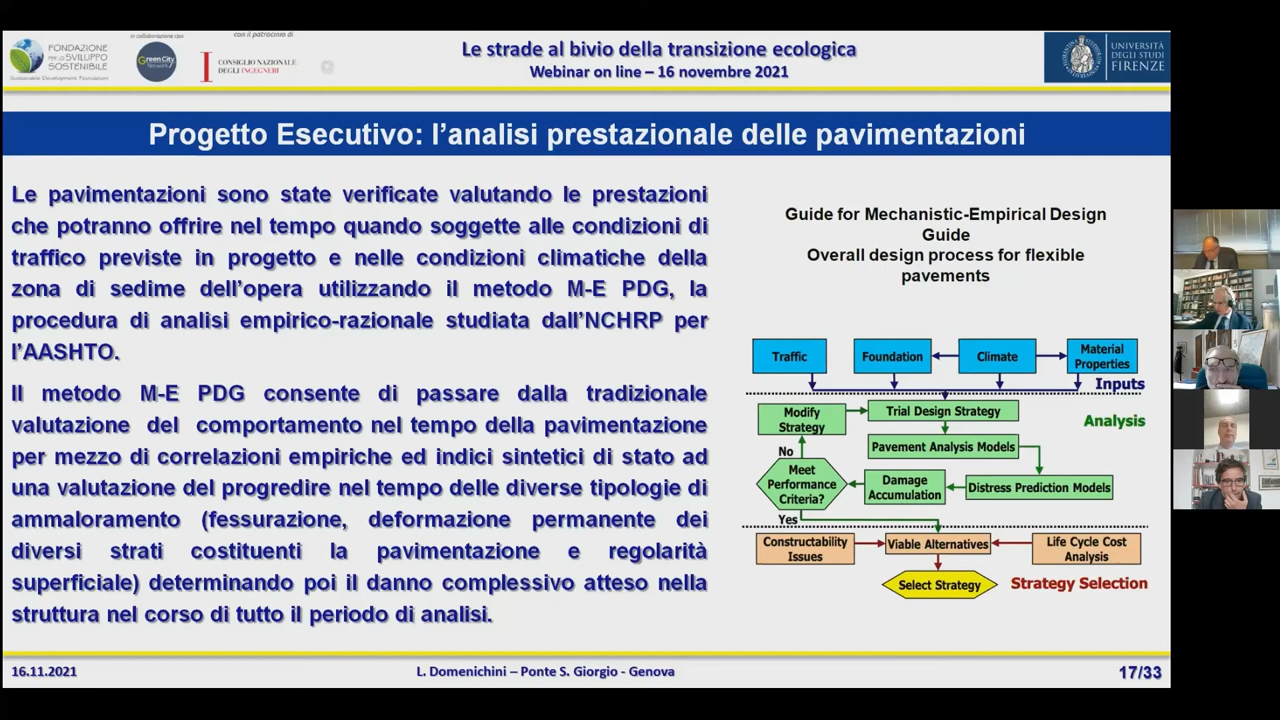 FONDAZIONE
PER LO SVILUPPO
SOSTENIBILE
Sustainable Development Foundation
in collaborazione con
GreenCity
Network
con il patrocinio di
CONSIGLIO NAZIONALE
DEGLI INGEGNERI
Le strade al bivio della transizione ecologica
Webinar on line – 16 novembre 2021
UNIVERSITÀ
DEGLI STUDI
FIRENZE
Progetto Esecutivo: l'analisi prestazionale delle pavimentazioni
Le pavimentazioni sono state verificate valutando le prestazioni
che potranno offrire nel tempo quando soggette alle condizioni di
traffico previste in progetto e nelle condizioni climatiche della
zona di sedime dell'opera utilizzando il metodo M-E PDG, la
procedura di analisi empirico-razionale studiata dall'NCHRP per
l'AASHTO.
Il metodo M-E PDG consente di passare dalla tradizionale
valutazione del comportamento nel tempo della pavimentazione
per mezzo di correlazioni empiriche ed indici sintetici di stato ad
una valutazione del progredire nel tempo delle diverse tipologie di
ammaloramento (fessurazione, deformazione permanente dei
diversi strati costituenti la pavimentazione e regolarità
superficiale) determinando poi il danno complessivo atteso nella
struttura nel corso di tutto il periodo di analisi.
Guide for Mechanistic-Empirical Design
Guide
Overall design process for flexible
pavements
Traffic
Foundation
Climate
Material
Properties
Inputs
Modify
Strategy
Trial Design Strategy
Analysis
Pavement Analysis Models
No
Meet
Performance
Criteria?
Damage
Accumulation
Distress Prediction Models
Yes
Constructability
Issues
Viable Alternatives
Life Cycle Cost
Analysis
Select Strategy
Strategy Selection
16.11.2021
L. Domenichini – Ponte S. Giorgio - Genova
17/33